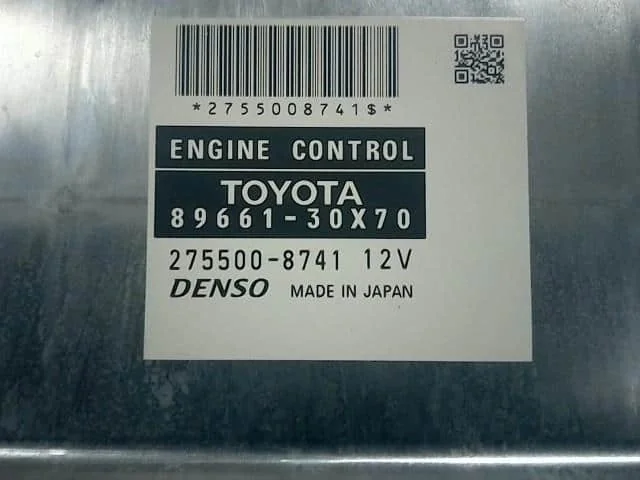 *2755008741$*
ENGINE CONTROL
TOYOTA
89661-30X70
275500-8741 12V
DENSO MADE IN JAPAN